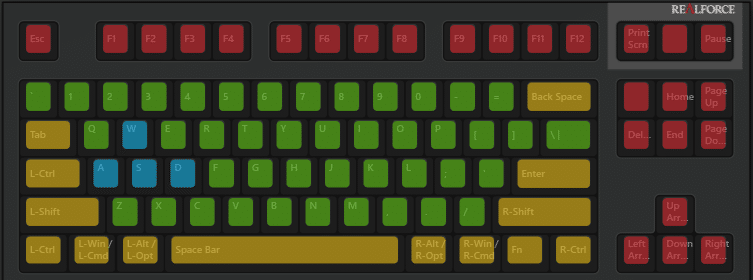 REALFORCE
Esc F1 F2 F3 F4 F5 F6 F7 F8 F9 F10 F11 F12 Print Scrn Pause
` 1 2 3 4 5 6 7 8 9 0 - = Back Space Home Page Up
Tab Q W E R T Y U I O P [ ] \ | Del... End Page Do...
L-Ctrl A S D F G H J K L ; Enter
L-Shift Z X C V B N M , . / R-Shift Up Arr...
L-Ctrl L-Win / L-Cmd L-Alt / L-Opt Space Bar R-Alt / R-Opt R-Win / R-Cmd Fn R-Ctrl Left Arr... Down Arr... Right Arr...